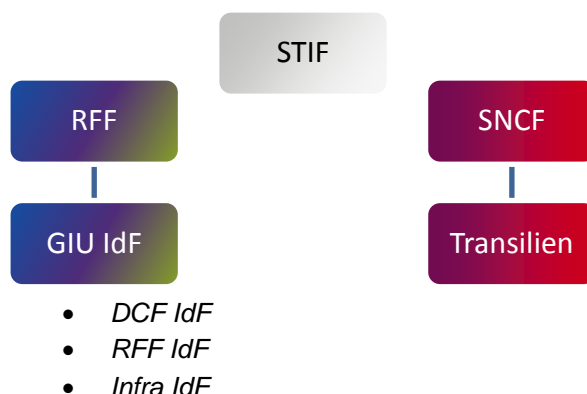 STIF
RFF
SNCF
GIU IdF
Transilien
• DCF IdF
• RFF IdF
• Infra IdF